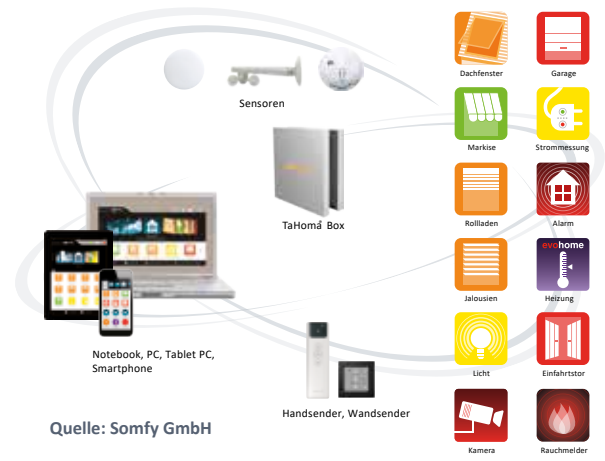 Sensoren
TaHoma Box
Notebook, PC, Tablet PC,
Smartphone
Handsender, Wandsender
Quelle: Somfy GmbH
Dachfenster
Garage
Markise
Strommessung
Rollladen
Alarm
evohome
Jalousien
Heizung
Licht
Einfahrtstor
Kamera
Rauchmelder